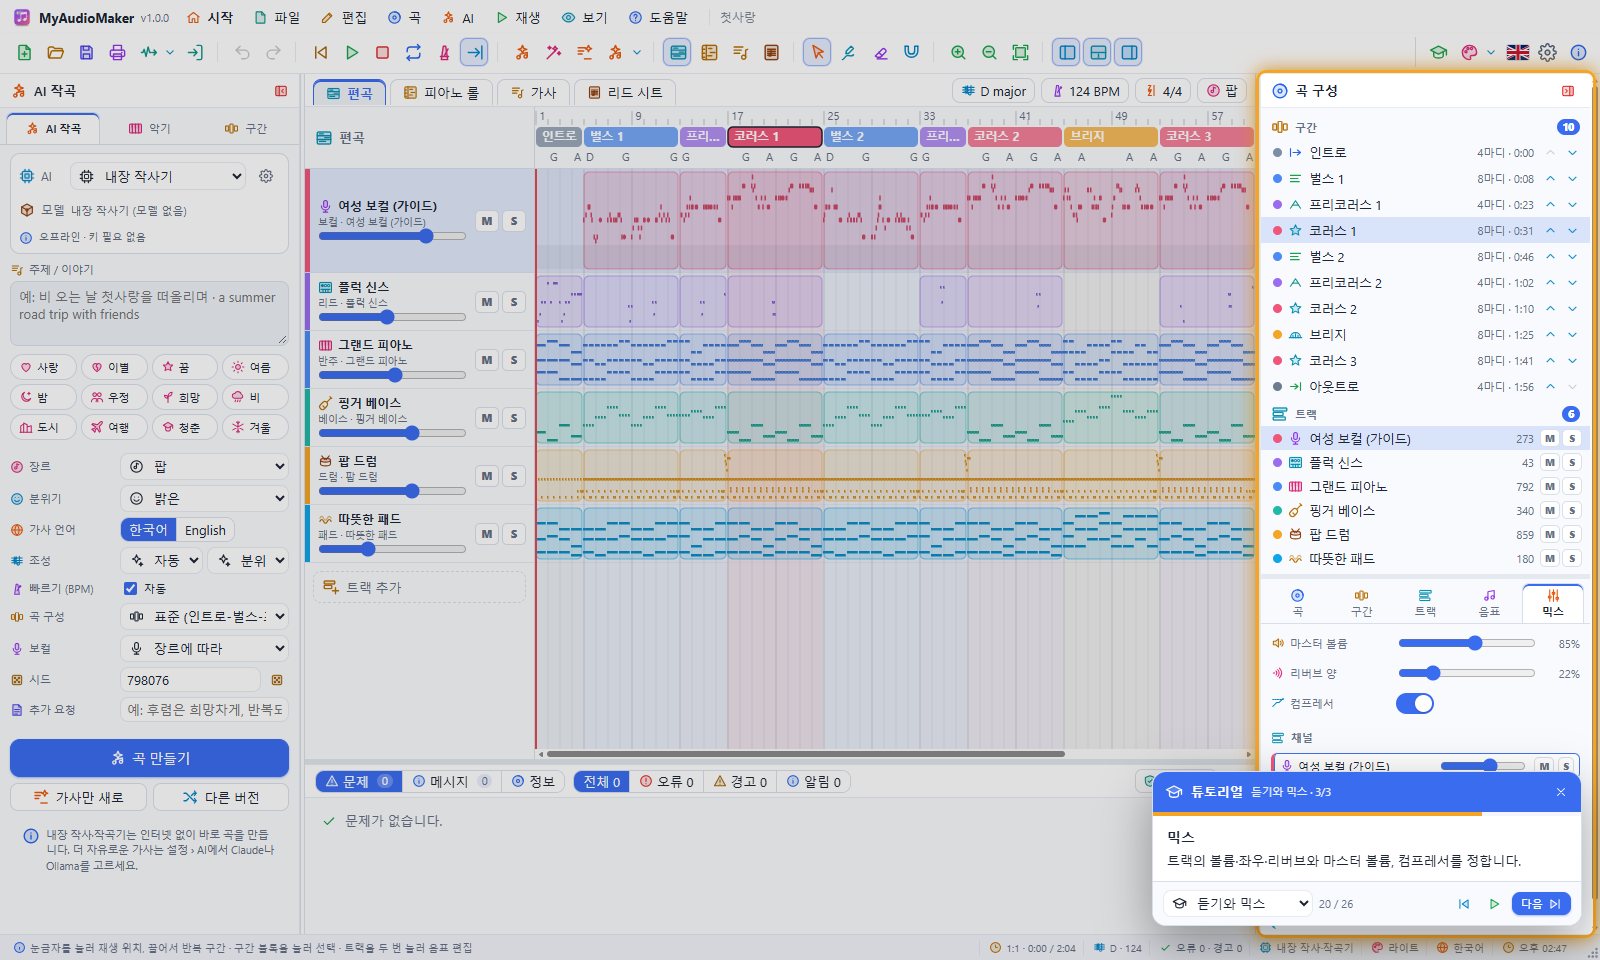 MyAudioMaker v1.0.0 시작 파일 편집 곡 AI 재생 보기 도움말 첫사랑
AI 작곡
AI 작곡 악기 구간
AI 내장 작사기
모델 내장 작사기 (모델 없음)
오프라인 · 키 필요 없음
주제 / 이야기
예: 비 오는 날 첫사랑을 떠올리며 · a summer
road trip with friends
사랑 이별 꿈 여름
밤 우정 희망 비
도시 여행 청춘 겨울
장르 팝
분위기 밝은
가사 언어 한국어 English
조성 자동 분위
빠르기 (BPM) 자동
곡 구성 표준 (인트로-벌스-
보컬 장르에 따라
시드 798076
추가 요청 예: 후렴은 희망차게, 반복도
곡 만들기
가사만 새로 다른 버전
내장 작사·작곡기는 인터넷 없이 바로 곡을 만듭
니다. 더 자유로운 가사는 설정 › AI에서 Claude나
Ollama를 고르세요.
편곡 피아노 롤 가사 리드 시트 D major 124 BPM 4/4 팝
편곡
1 9 17 25 33 41 49 57
인트로 벌스 1 프리... 코러스 1 벌스 2 프리... 코러스 2 브리지 코러스 3
G A D G G G G A G A D G G G G A G A A A A G A G
여성 보컬 (가이드)
보컬 · 여성 보컬 (가이드)
M S
플럭 신스
리드 · 플럭 신스
M S
그랜드 피아노
반주 · 그랜드 피아노
M S
핑거 베이스
베이스 · 핑거 베이스
M S
팝 드럼
드럼 · 팝 드럼
M S
따뜻한 패드
패드 · 따뜻한 패드
M S
트랙 추가
문제 0 메시지 0 정보 전체 0 오류 0 경고 0 알림 0
문제가 없습니다.
곡 구성
구간 10
인트로 4마디 · 0:00
벌스 1 8마디 · 0:08
프리코러스 1 4마디 · 0:23
코러스 1 8마디 · 0:31
벌스 2 8마디 · 0:46
프리코러스 2 4마디 · 1:02
코러스 2 8마디 · 1:10
브리지 8마디 · 1:25
코러스 3 8마디 · 1:41
아웃트로 4마디 · 1:56
트랙 6
여성 보컬 (가이드) 273 M S
플럭 신스 43 M S
그랜드 피아노 792 M S
핑거 베이스 340 M S
팝 드럼 859 M S
따뜻한 패드 180 M S
곡 구간 트랙 음표 믹스
마스터 볼륨 85%
리버브 양 22%
컴프레서
채널
여성 보컬 (가이드) M S
튜토리얼 듣기와 믹스 · 3/3
믹스
트랙의 볼륨·좌우·리버브와 마스터 볼륨, 컴프레서를 정합니다.
듣기와 믹스 20 / 26 다음
눈금자를 눌러 재생 위치, 끌어서 반복 구간 · 구간 블록을 눌러 선택 · 트랙을 두 번 눌러 음표 편집
1:1 · 0:00 / 2:04 D · 124 오류 0 · 경고 0 내장 작사·작곡기 라이트 한국어 오후 02:47